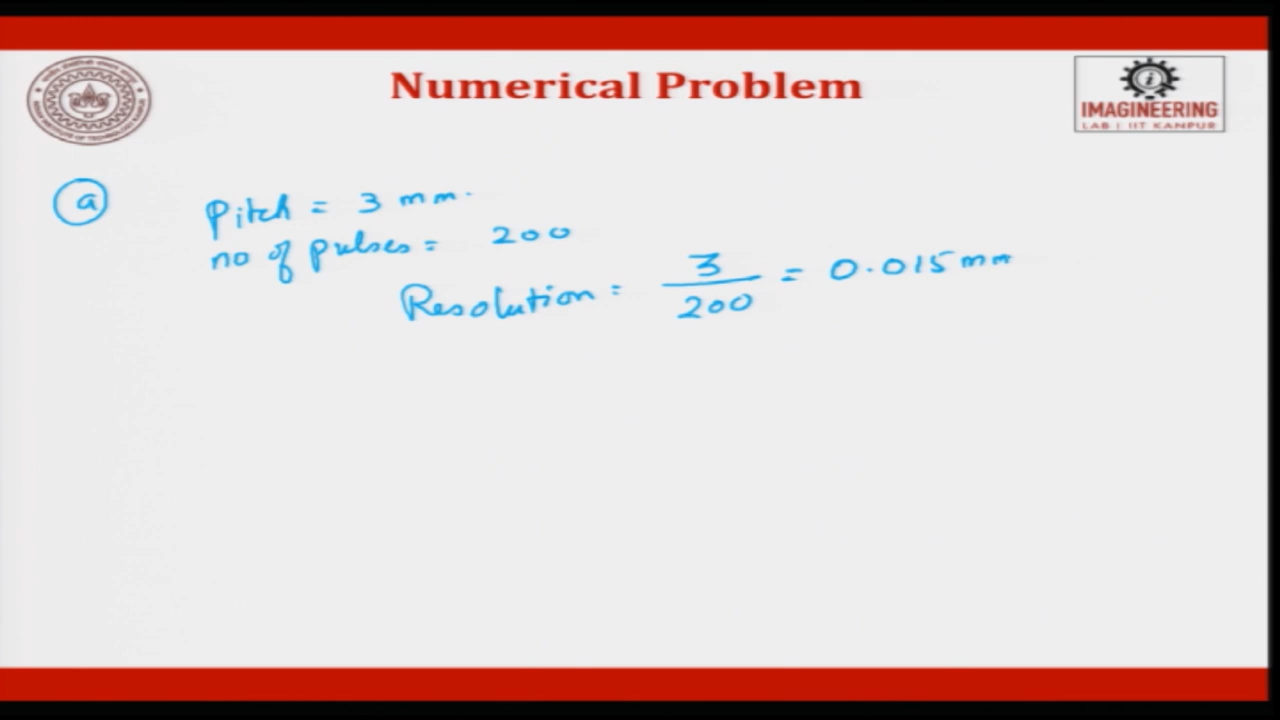 Numerical Problem
IMAGINEERING
LAB | IIT KANPUR
a
Pitch = 3 mm.
no of pulses = 200
Resolution = 3/200 = 0.015 mm